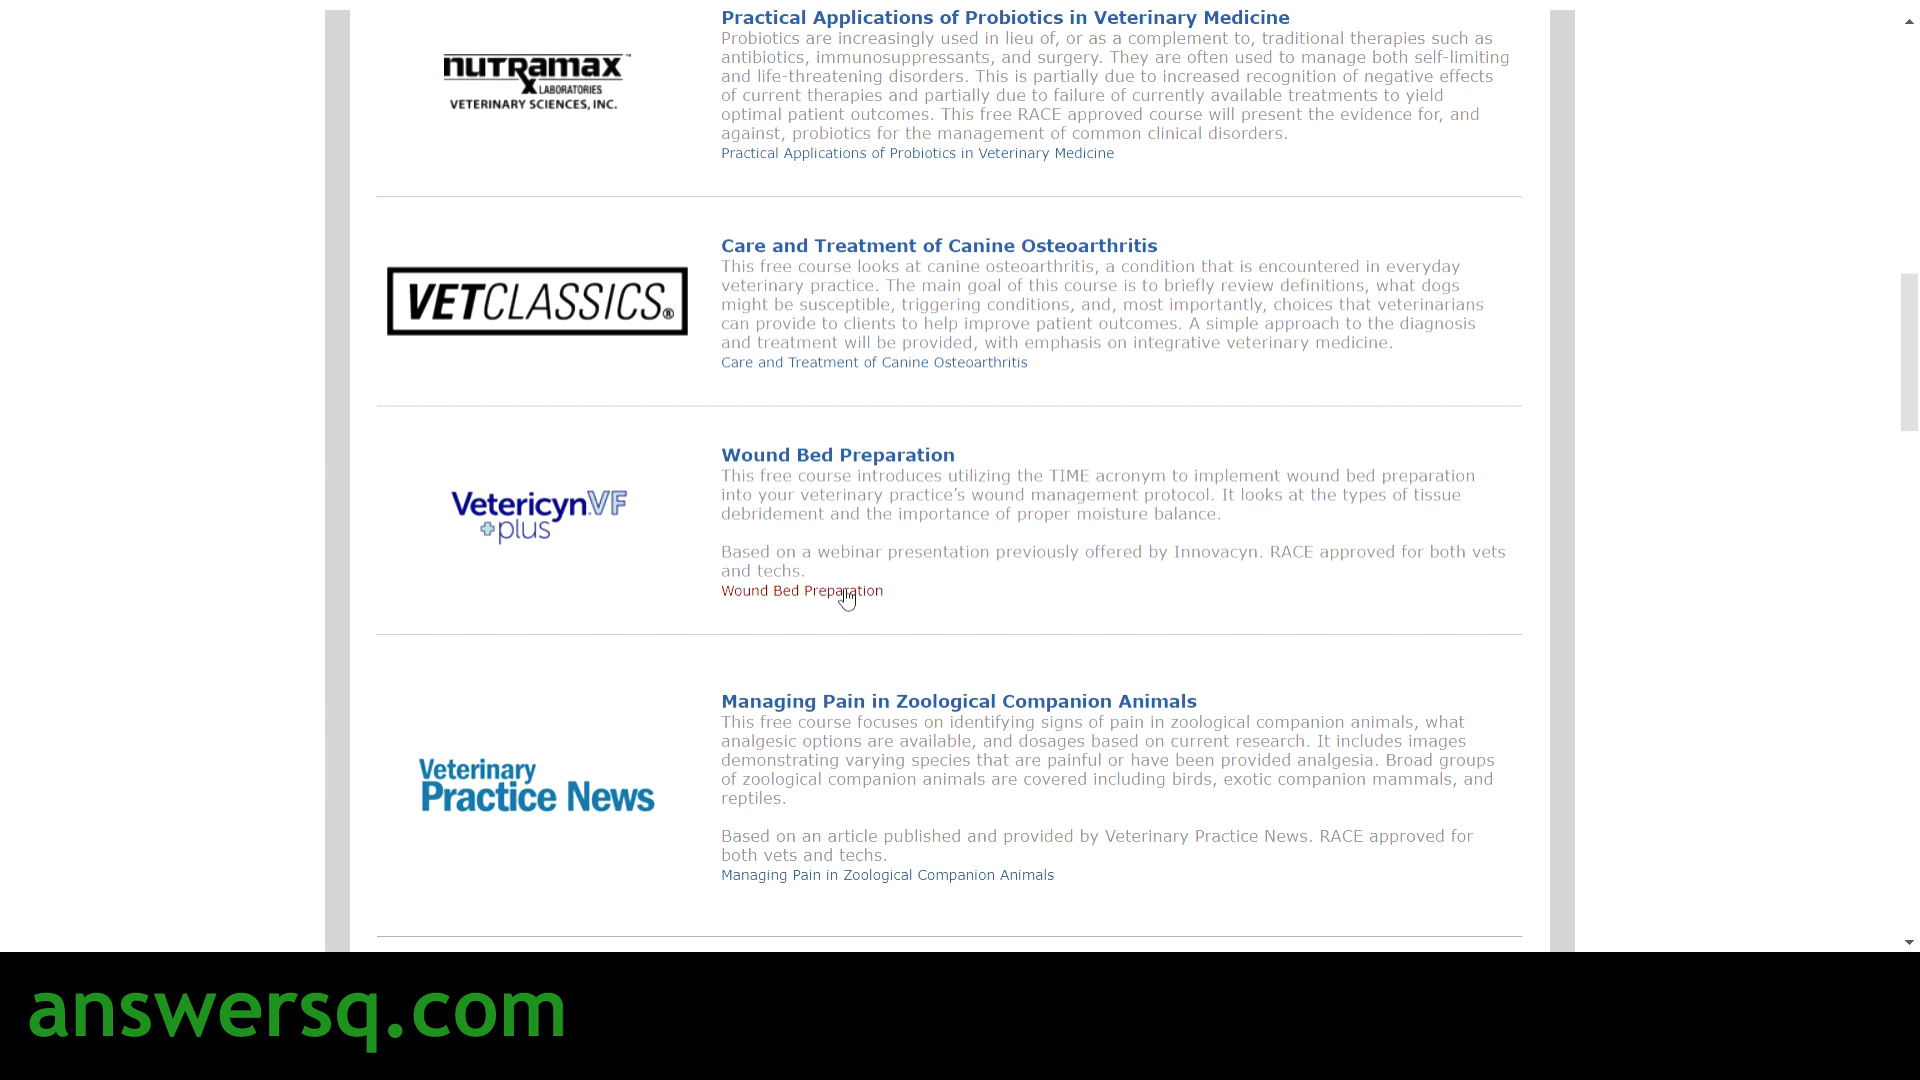 Practical Applications of Probiotics in Veterinary Medicine
Probiotics are increasingly used in lieu of, or as a complement to, traditional therapies such as
antibiotics, immunosuppressants, and surgery. They are often used to manage both self-limiting
and life-threatening disorders. This is partially due to increased recognition of negative effects
of current therapies and partially due to failure of currently available treatments to yield
optimal patient outcomes. This free RACE approved course will present the evidence for, and
against, probiotics for the management of common clinical disorders.
Practical Applications of Probiotics in Veterinary Medicine
nutramax
LABORATORIES
VETERINARY SCIENCES, INC.
Care and Treatment of Canine Osteoarthritis
This free course looks at canine osteoarthritis, a condition that is encountered in everyday
veterinary practice. The main goal of this course is to briefly review definitions, what dogs
might be susceptible, triggering conditions, and, most importantly, choices that veterinarians
can provide to clients to help improve patient outcomes. A simple approach to the diagnosis
and treatment will be provided, with emphasis on integrative veterinary medicine.
Care and Treatment of Canine Osteoarthritis
VETCLASSICS®
Wound Bed Preparation
This free course introduces utilizing the TIME acronym to implement wound bed preparation
into your veterinary practice’s wound management protocol. It looks at the types of tissue
debridement and the importance of proper moisture balance.
Based on a webinar presentation previously offered by Innovacyn. RACE approved for both vets
and techs.
Wound Bed Preparation
Vetericyn VF
plus
Managing Pain in Zoological Companion Animals
This free course focuses on identifying signs of pain in zoological companion animals, what
analgesic options are available, and dosages based on current research. It includes images
demonstrating varying species that are painful or have been provided analgesia. Broad groups
of zoological companion animals are covered including birds, exotic companion mammals, and
reptiles.
Based on an article published and provided by Veterinary Practice News. RACE approved for
both vets and techs.
Managing Pain in Zoological Companion Animals
Veterinary
Practice News
answersq.com